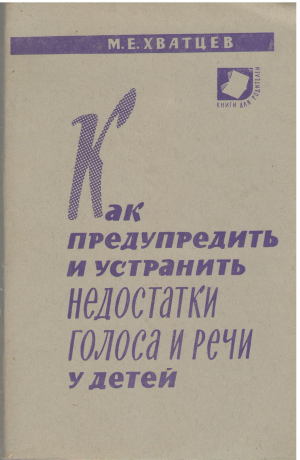 М.Е.ХВАТЦЕВ
КНИГИ ДЛЯ РОДИТЕЛЕЙ
Как
ПРЕДУПРЕДИТЬ
И УСТРАНИТЬ
НЕДОСТАТКИ
ГОЛОСА И РЕЧИ
У ДЕТЕЙ